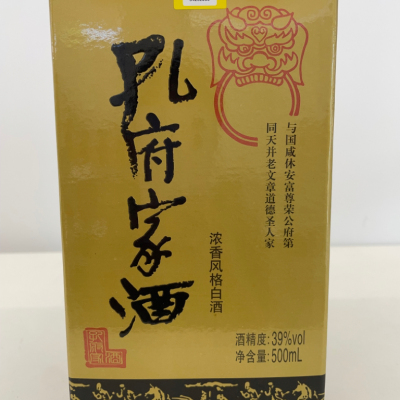 孔府家酒
与国咸休安富尊荣公府第
同天并老文章道德圣人家
浓香风格白酒
酒精度:39%vol
净含量:500mL